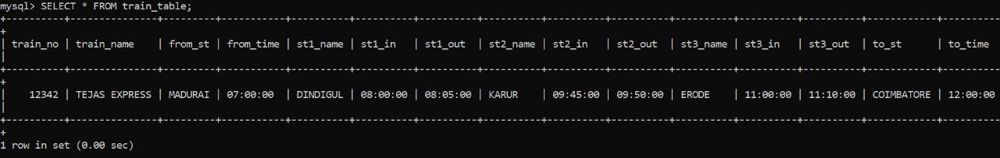 mysql> SELECT * FROM train_table;
+----------+---------------+---------+-----------+----------+----------+----------+----------+----------+----------+----------+----------+----------+------------+----------
+
| train_no | train_name    | from_st | from_time | st1_name | st1_in   | st1_out  | st2_name | st2_in   | st2_out  | st3_name | st3_in   | st3_out  | to_st      | to_time
|
+----------+---------------+---------+-----------+----------+----------+----------+----------+----------+----------+----------+----------+----------+------------+----------
+
|    12342 | TEJAS EXPRESS | MADURAI | 07:00:00  | DINDIGUL | 08:00:00 | 08:05:00 | KARUR    | 09:45:00 | 09:50:00 | ERODE    | 11:00:00 | 11:10:00 | COIMBATORE | 12:00:00
|
+----------+---------------+---------+-----------+----------+----------+----------+----------+----------+----------+----------+----------+----------+------------+----------
+
1 row in set (0.00 sec)